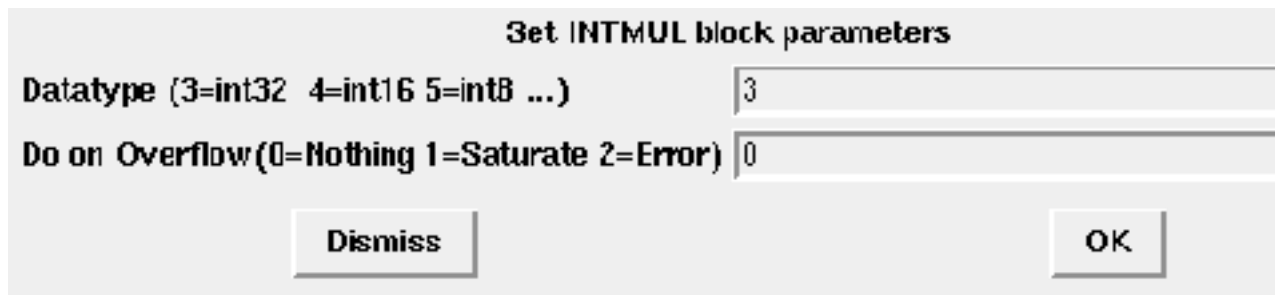 Set INTMUL block parameters
Datatype (3=int32 4=int16 5=int8 ...) 3
Do on Overflow(0=Nothing 1=Saturate 2=Error) 0
Dismiss OK